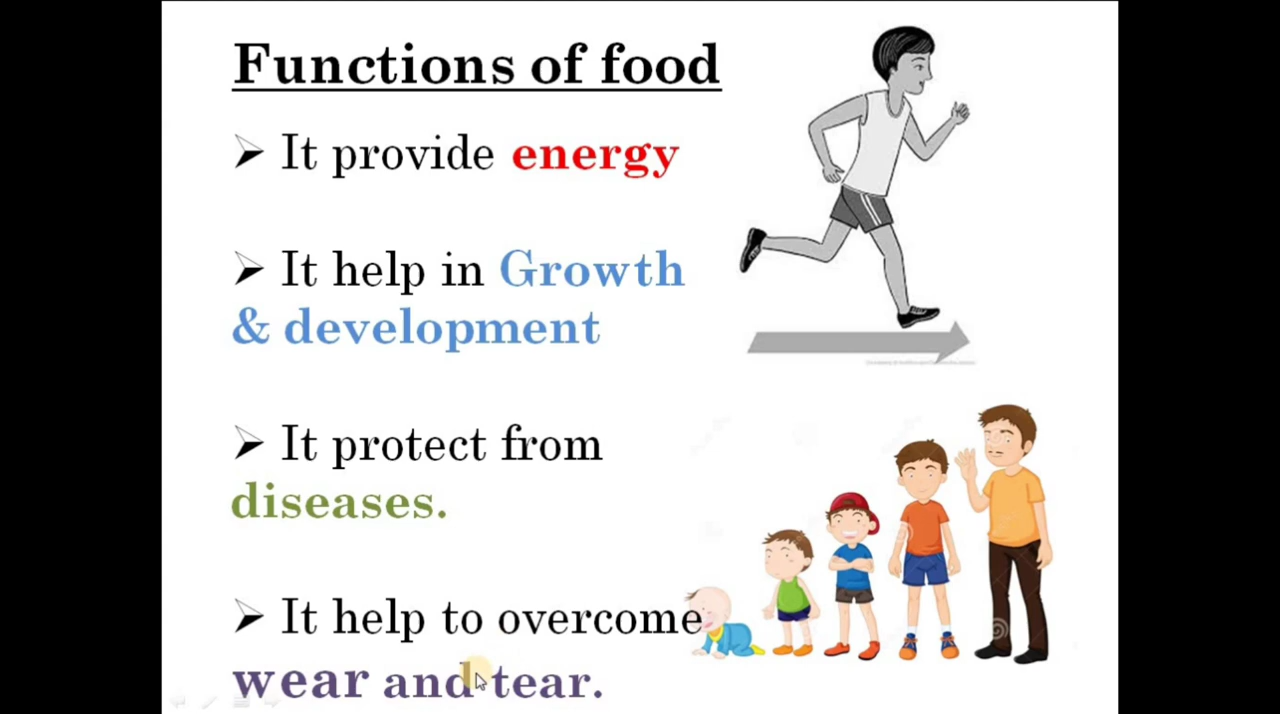 Functions of food
➢ It provide energy
➢ It help in Growth
& development
➢ It protect from
diseases.
➢ It help to overcome
wear and tear.